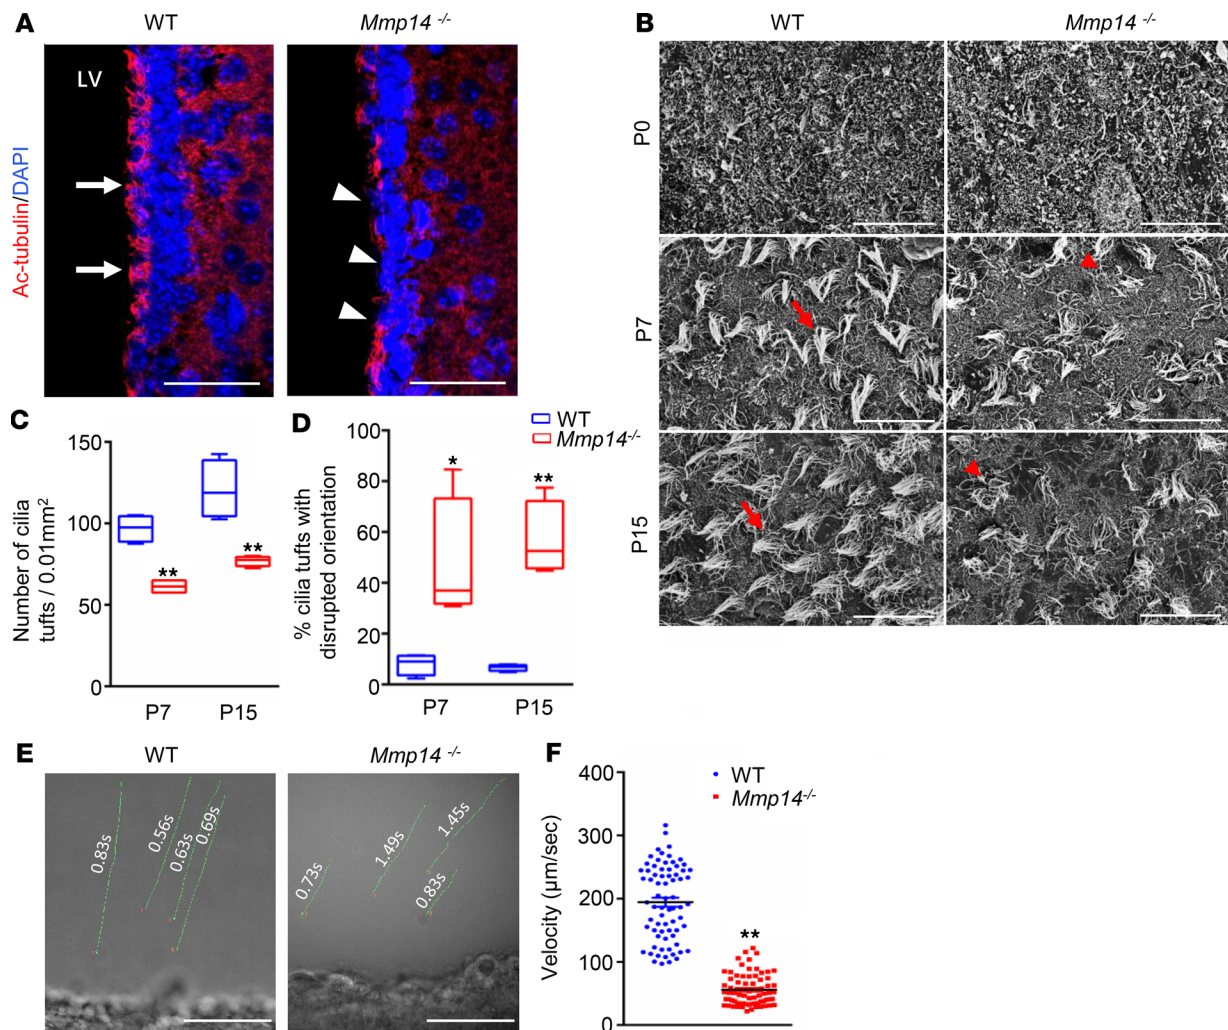 A
WT
Mmp14 -/-
LV
Ac-tubulin/DAPI
B
WT
Mmp14 -/-
P0
P7
P15
C
Number of cilia
tufts / 0.01mm2
150
100
50
0
**
**
P7
P15
D
WT
Mmp14-/-
% cilia tufts with
disrupted orientation
100
80
60
40
20
0
*
**
P7
P15
E
WT
Mmp14 -/-
0.83s
0.56s
0.63s
0.69s
0.73s
1.49s
1.45s
0.83s
F
WT
Mmp14-/-
Velocity (µm/sec)
400
300
200
100
0
**